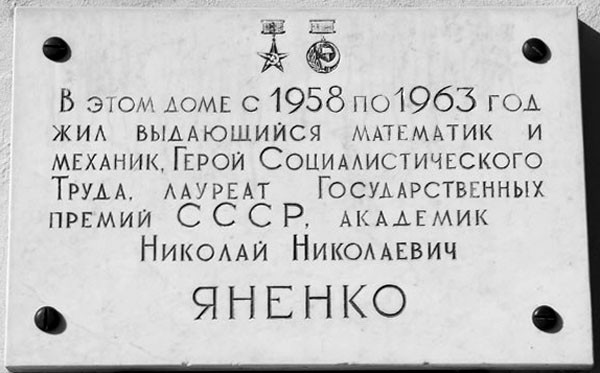 В этом доме с 1958 по 1963 год
жил выдающийся математик и
механик, Герой Социалистического
Труда, лауреат Государственных
премий СССР, академик
Николай Николаевич
ЯНЕНКО